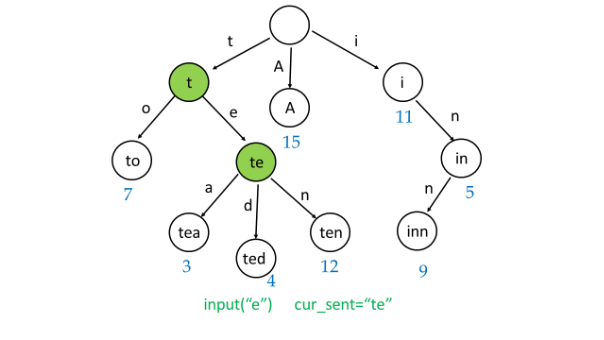 t
A
i
t
i
o
e
A
11
n
15
to
te
in
7
a
d
n
n
5
tea
ted
ten
inn
3
4
12
9
input(“e”) cur_sent=“te”